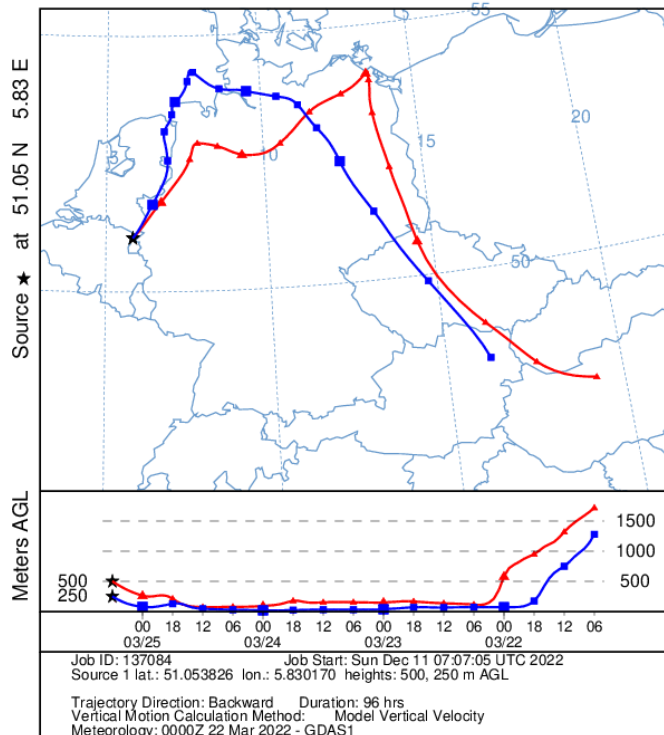 Source ★ at 51.05 N 5.83 E
55
20
15
10
5
50
Meters AGL
1500
1000
500
500
250
00 18 12 06 00 18 12 06 00 18 12 06 00 18 12 06
03/25 03/24 03/23 03/22
Job ID: 137084 Job Start: Sun Dec 11 07:07:05 UTC 2022
Source 1 lat.: 51.053826 lon.: 5.830170 heights: 500, 250 m AGL
Trajectory Direction: Backward Duration: 96 hrs
Vertical Motion Calculation Method: Model Vertical Velocity
Meteorology: 0000Z 22 Mar 2022 - GDAS1